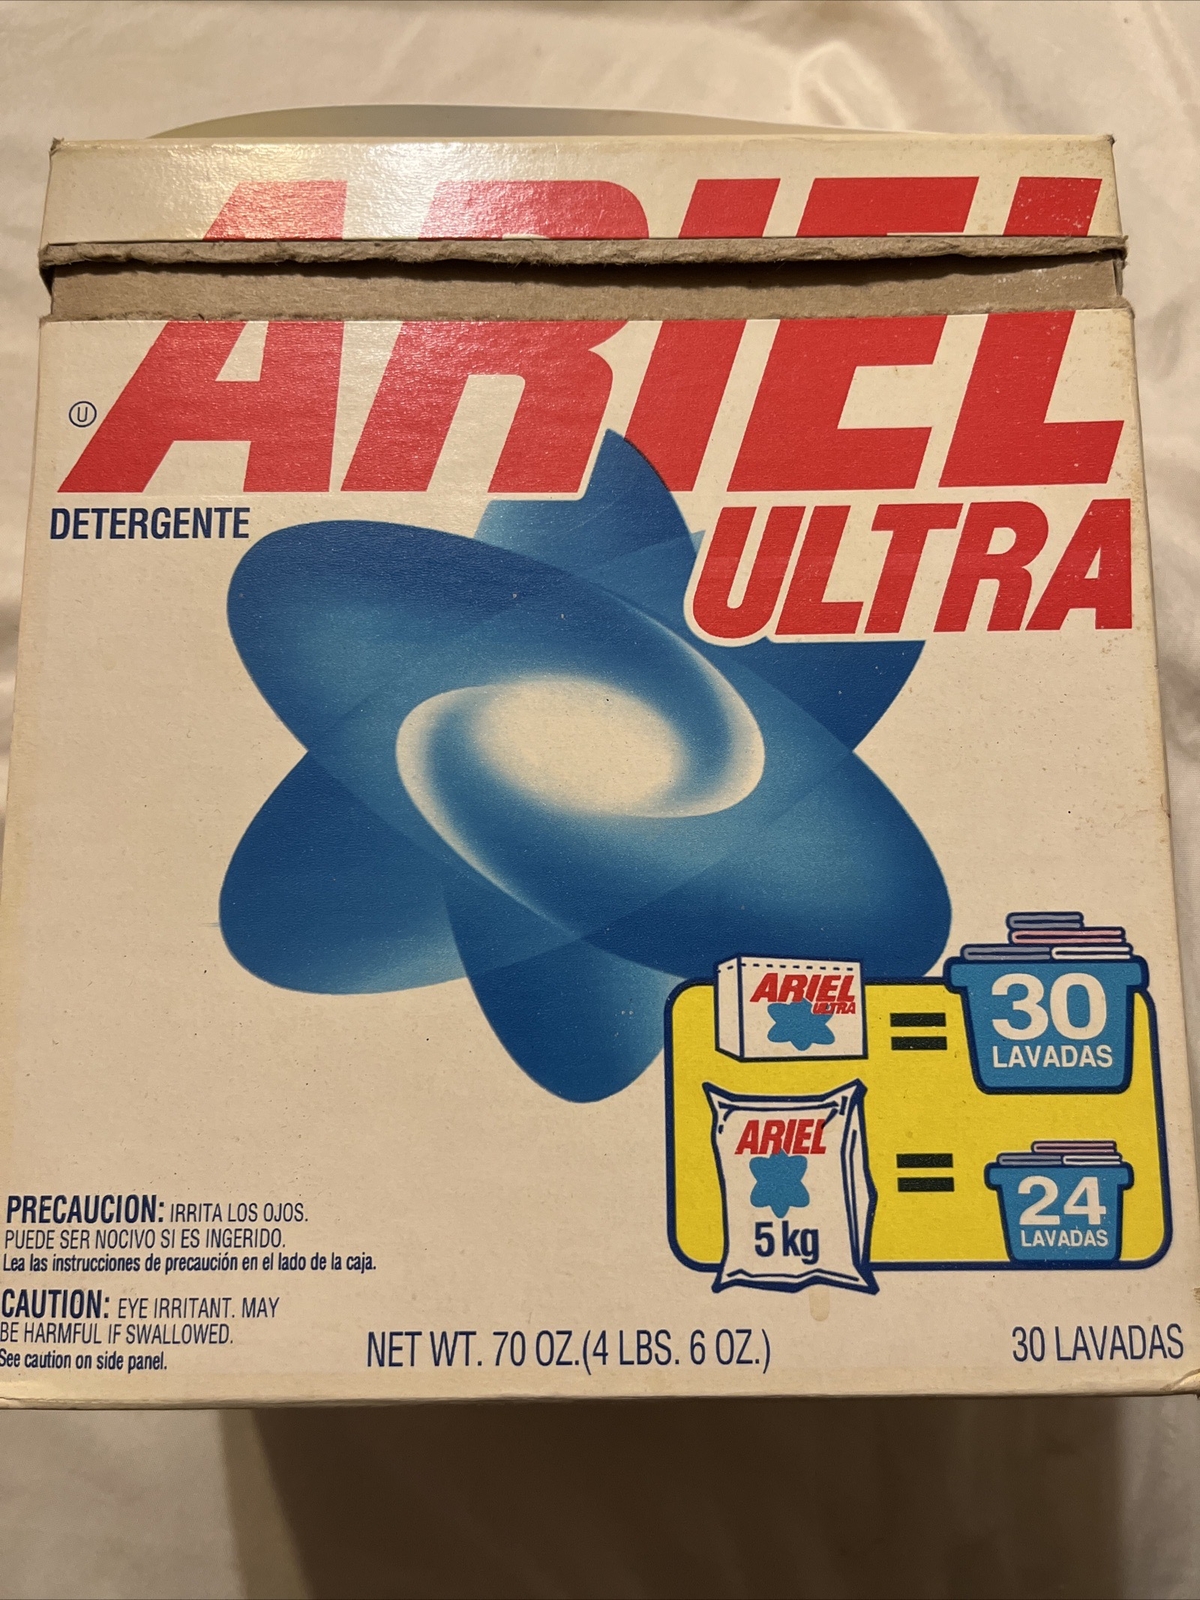 ARIEL
Ⓤ
DETERGENTE
ULTRA
ARIEL
ULTRA
=
30
LAVADAS
ARIEL
5 kg
=
24
LAVADAS
PRECAUCION: IRRITA LOS OJOS.
PUEDE SER NOCIVO SI ES INGERIDO.
Lea las instrucciones de precaución en el lado de la caja.
CAUTION: EYE IRRITANT. MAY
BE HARMFUL IF SWALLOWED.
See caution on side panel.
NET WT. 70 OZ.(4 LBS. 6 OZ.)
30 LAVADAS